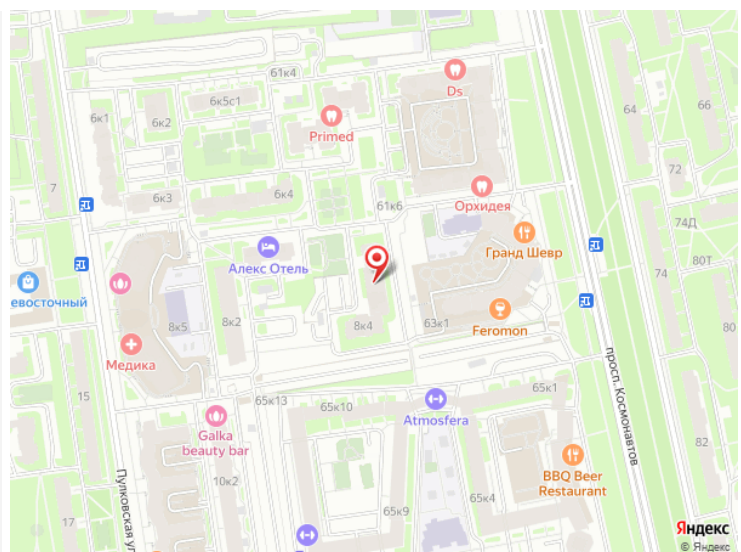 61к4
6к5с1
6к1
6к2
Primed
Ds
64
66
72
7
6к3
6к4
61к6
Орхидея
74Д
Гранд Шевр
74
80Т
Алекс Отель
евосточный
8к5
8к2
8к4
63к1
Feromon
80
Медика
просп. Космонавтов
15
65к13
65к10
65к1
Atmosfera
Galka
beauty bar
82
10к2
BBQ Beer
Restaurant
65к4
65к9
17
Пулковская ул
Яндекс
© Яндекс